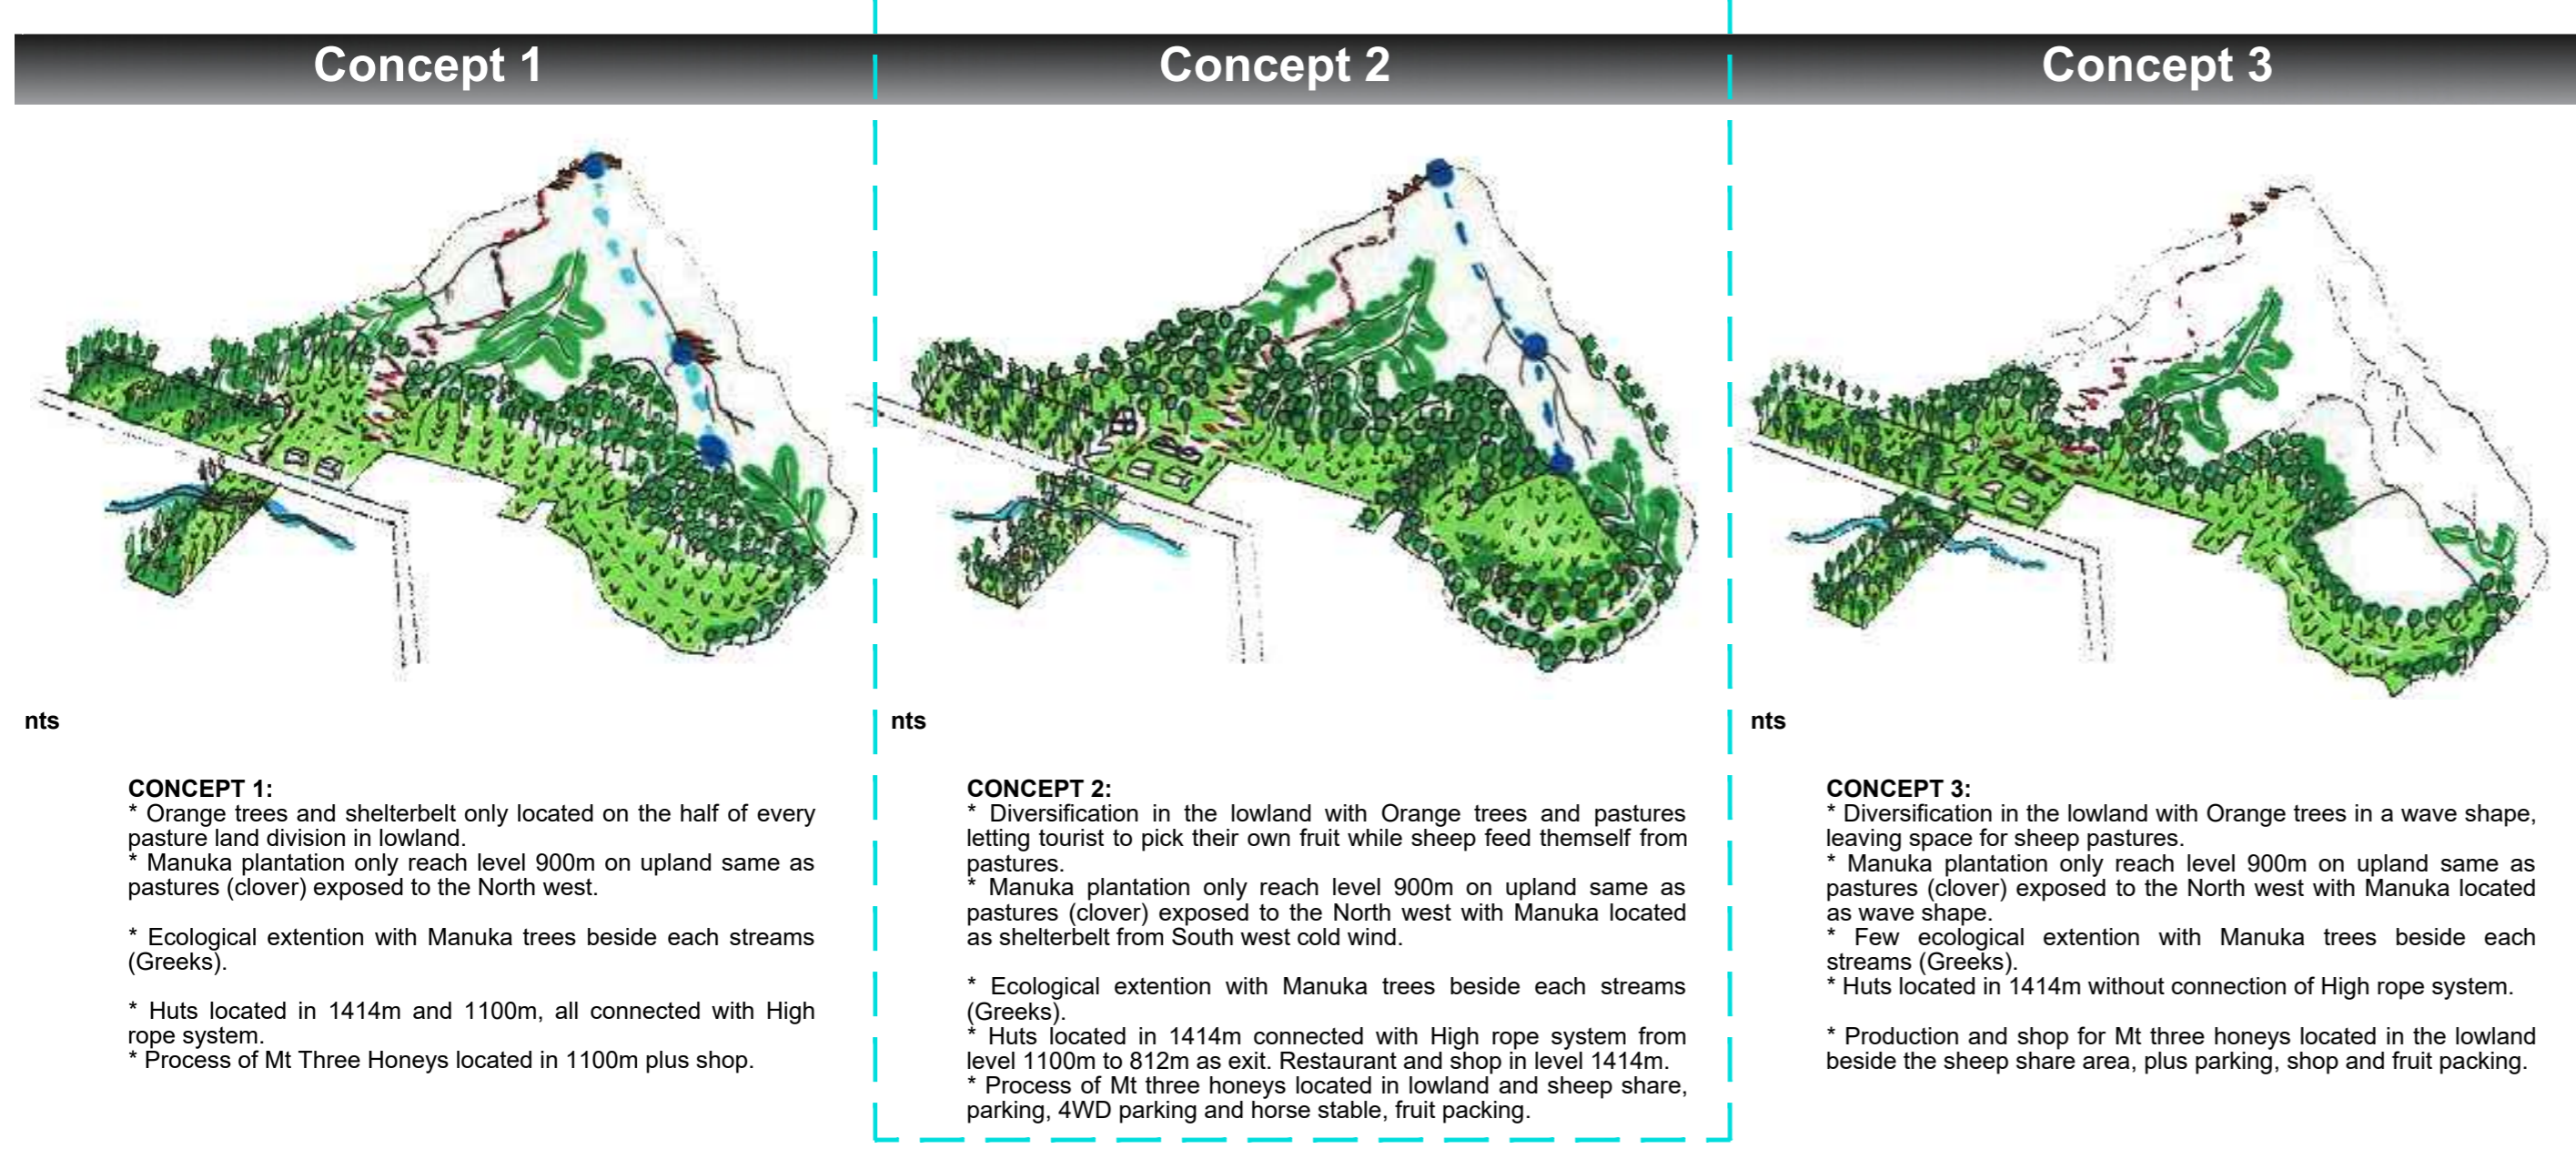 Concept 1
Concept 2
Concept 3
nts
nts
nts
CONCEPT 1:
* Orange trees and shelterbelt only located on the half of every
pasture land division in lowland.
* Manuka plantation only reach level 900m on upland same as
pastures (clover) exposed to the North west.
* Ecological extention with Manuka trees beside each streams
(Greeks).
* Huts located in 1414m and 1100m, all connected with High
rope system.
* Process of Mt Three Honeys located in 1100m plus shop.
CONCEPT 2:
* Diversification in the lowland with Orange trees and pastures
letting tourist to pick their own fruit while sheep feed themself from
pastures.
* Manuka plantation only reach level 900m on upland same as
pastures (clover) exposed to the North west with Manuka located
as shelterbelt from South west cold wind.
* Ecological extention with Manuka trees beside each streams
(Greeks).
* Huts located in 1414m connected with High rope system from
level 1100m to 812m as exit. Restaurant and shop in level 1414m.
* Process of Mt three honeys located in lowland and sheep share,
parking, 4WD parking and horse stable, fruit packing.
CONCEPT 3:
* Diversification in the lowland with Orange trees in a wave shape,
leaving space for sheep pastures.
* Manuka plantation only reach level 900m on upland same as
pastures (clover) exposed to the North west with Manuka located
as wave shape.
* Few ecological extention with Manuka trees beside each
streams (Greeks).
* Huts located in 1414m without connection of High rope system.
* Production and shop for Mt three honeys located in the lowland
beside the sheep share area, plus parking, shop and fruit packing.